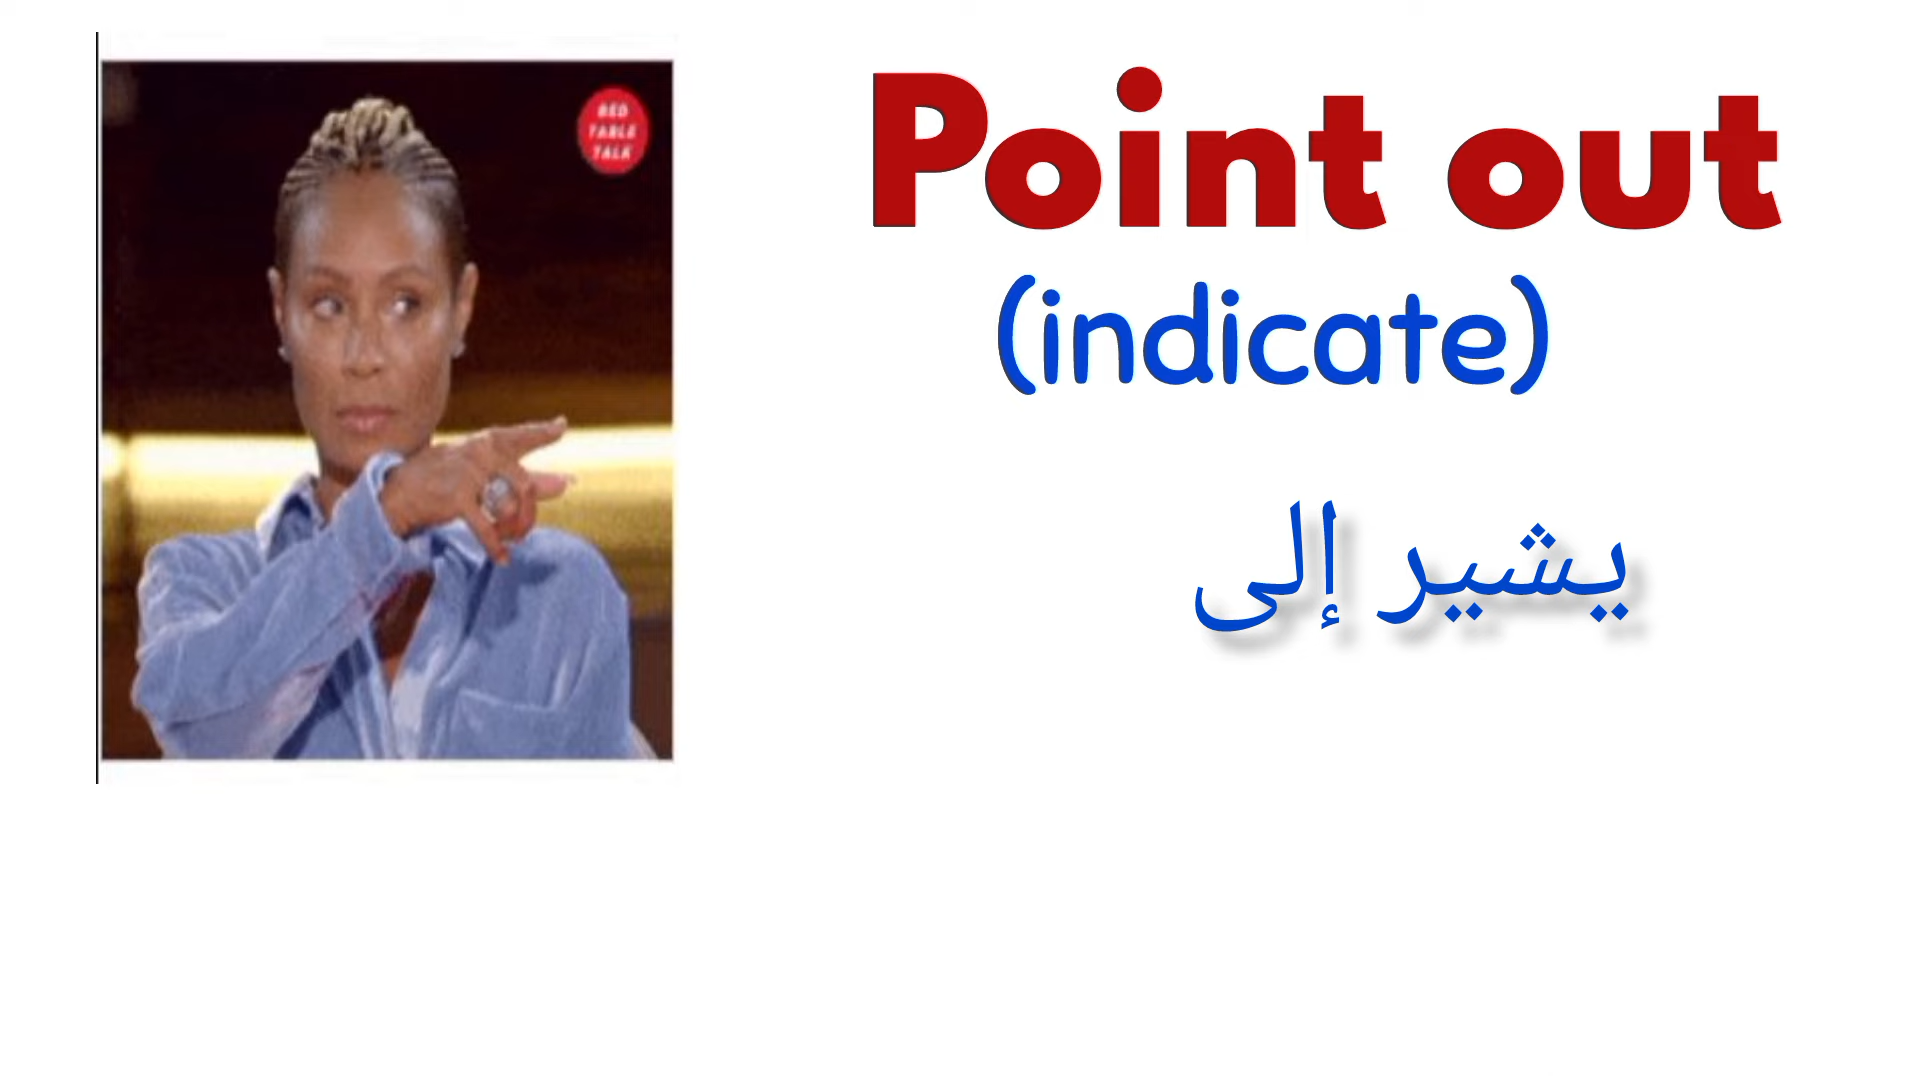 RED
TABLE
TALK
Point out
(indicate)
يشير إلى